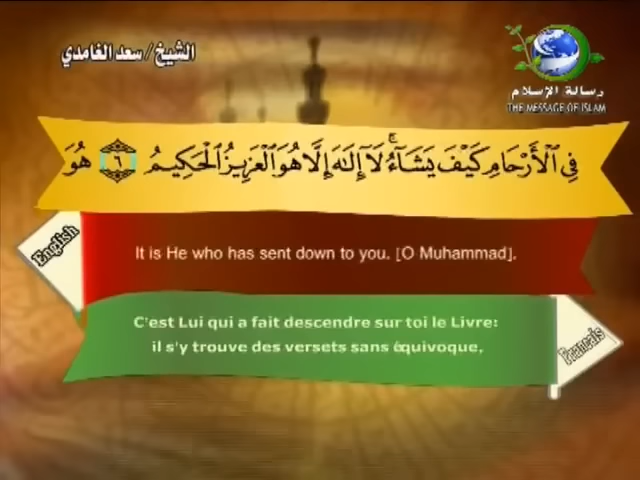 الشيخ / سعد الغامدي
رسالة الإسلام
THE MESSAGE OF ISLAM
فِي الْأَرْحَامِ كَيْفَ يَشَاءُ ۚ لَا إِلَٰهَ إِلَّا هُوَ الْعَزِيزُ الْحَكِيمُ ٦ هُوَ
English
It is He who has sent down to you. [O Muhammad].
C'est Lui qui a fait descendre sur toi le Livre:
il s'y trouve des versets sans équivoque,
Francais